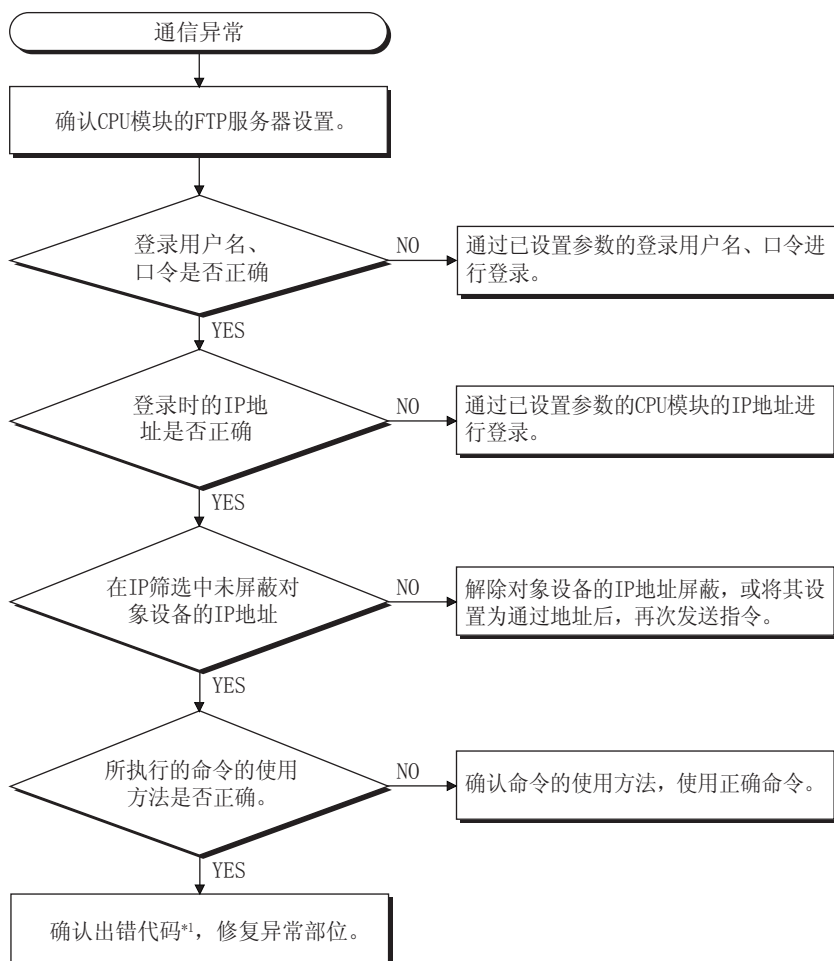 通信异常
确认CPU模块的FTP服务器设置。
登录用户名、
口令是否正确
NO
通过已设置参数的登录用户名、口令进
行登录。
YES
登录时的IP地
址是否正确
NO
通过已设置参数的CPU模块的IP地址进
行登录。
YES
在IP筛选中未屏蔽对
象设备的IP地址
NO
解除对象设备的IP地址屏蔽，或将其设
置为通过地址后，再次发送指令。
YES
所执行的命令的使用
方法是否正确。
NO
确认命令的使用方法，使用正确命令。
YES
确认出错代码*1，修复异常部位。